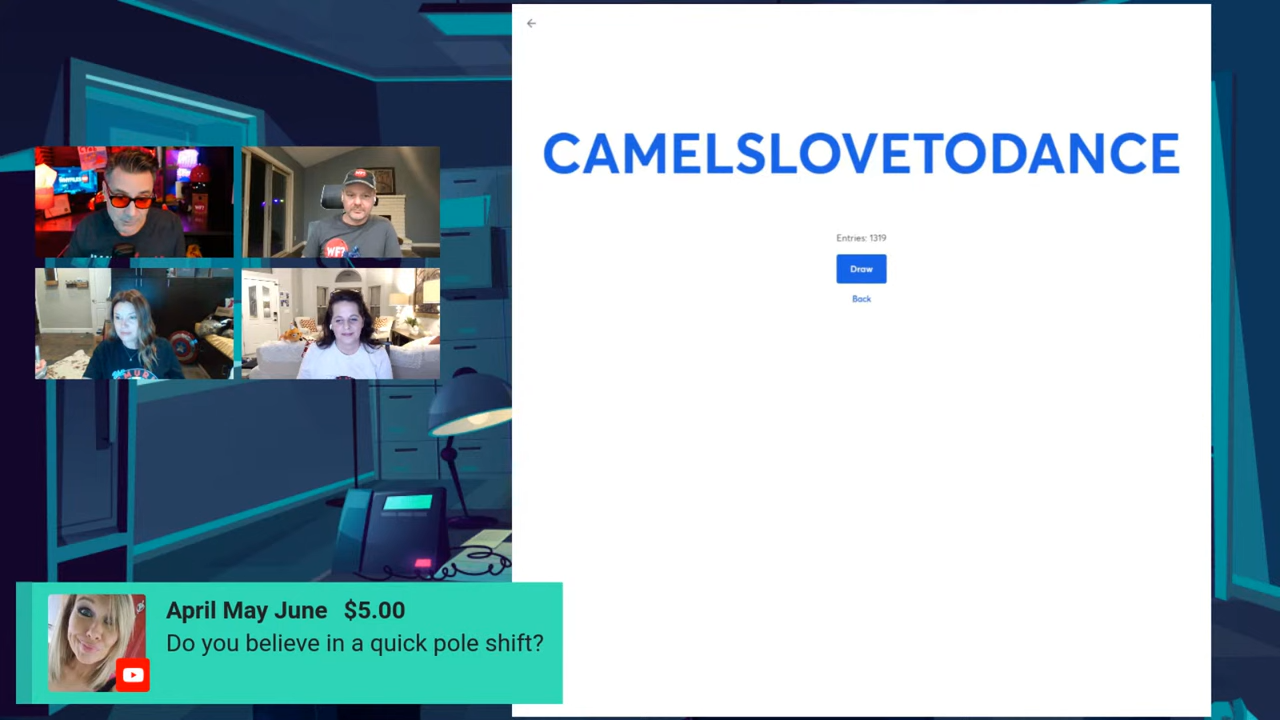 ←
CAMELSLOVETODANCE
Entries: 1319
Draw
Back
April May June $5.00
Do you believe in a quick pole shift?